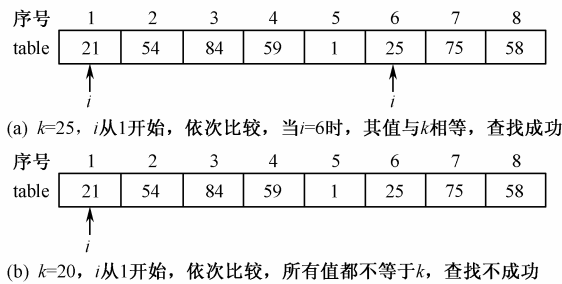 序号 1 2 3 4 5 6 7 8
table 21 54 84 59 1 25 75 58
i i
(a) k=25，i从1开始，依次比较，当i=6时，其值与k相等，查找成功
序号 1 2 3 4 5 6 7 8
table 21 54 84 59 1 25 75 58
i
(b) k=20，i从1开始，依次比较，所有值都不等于k，查找不成功